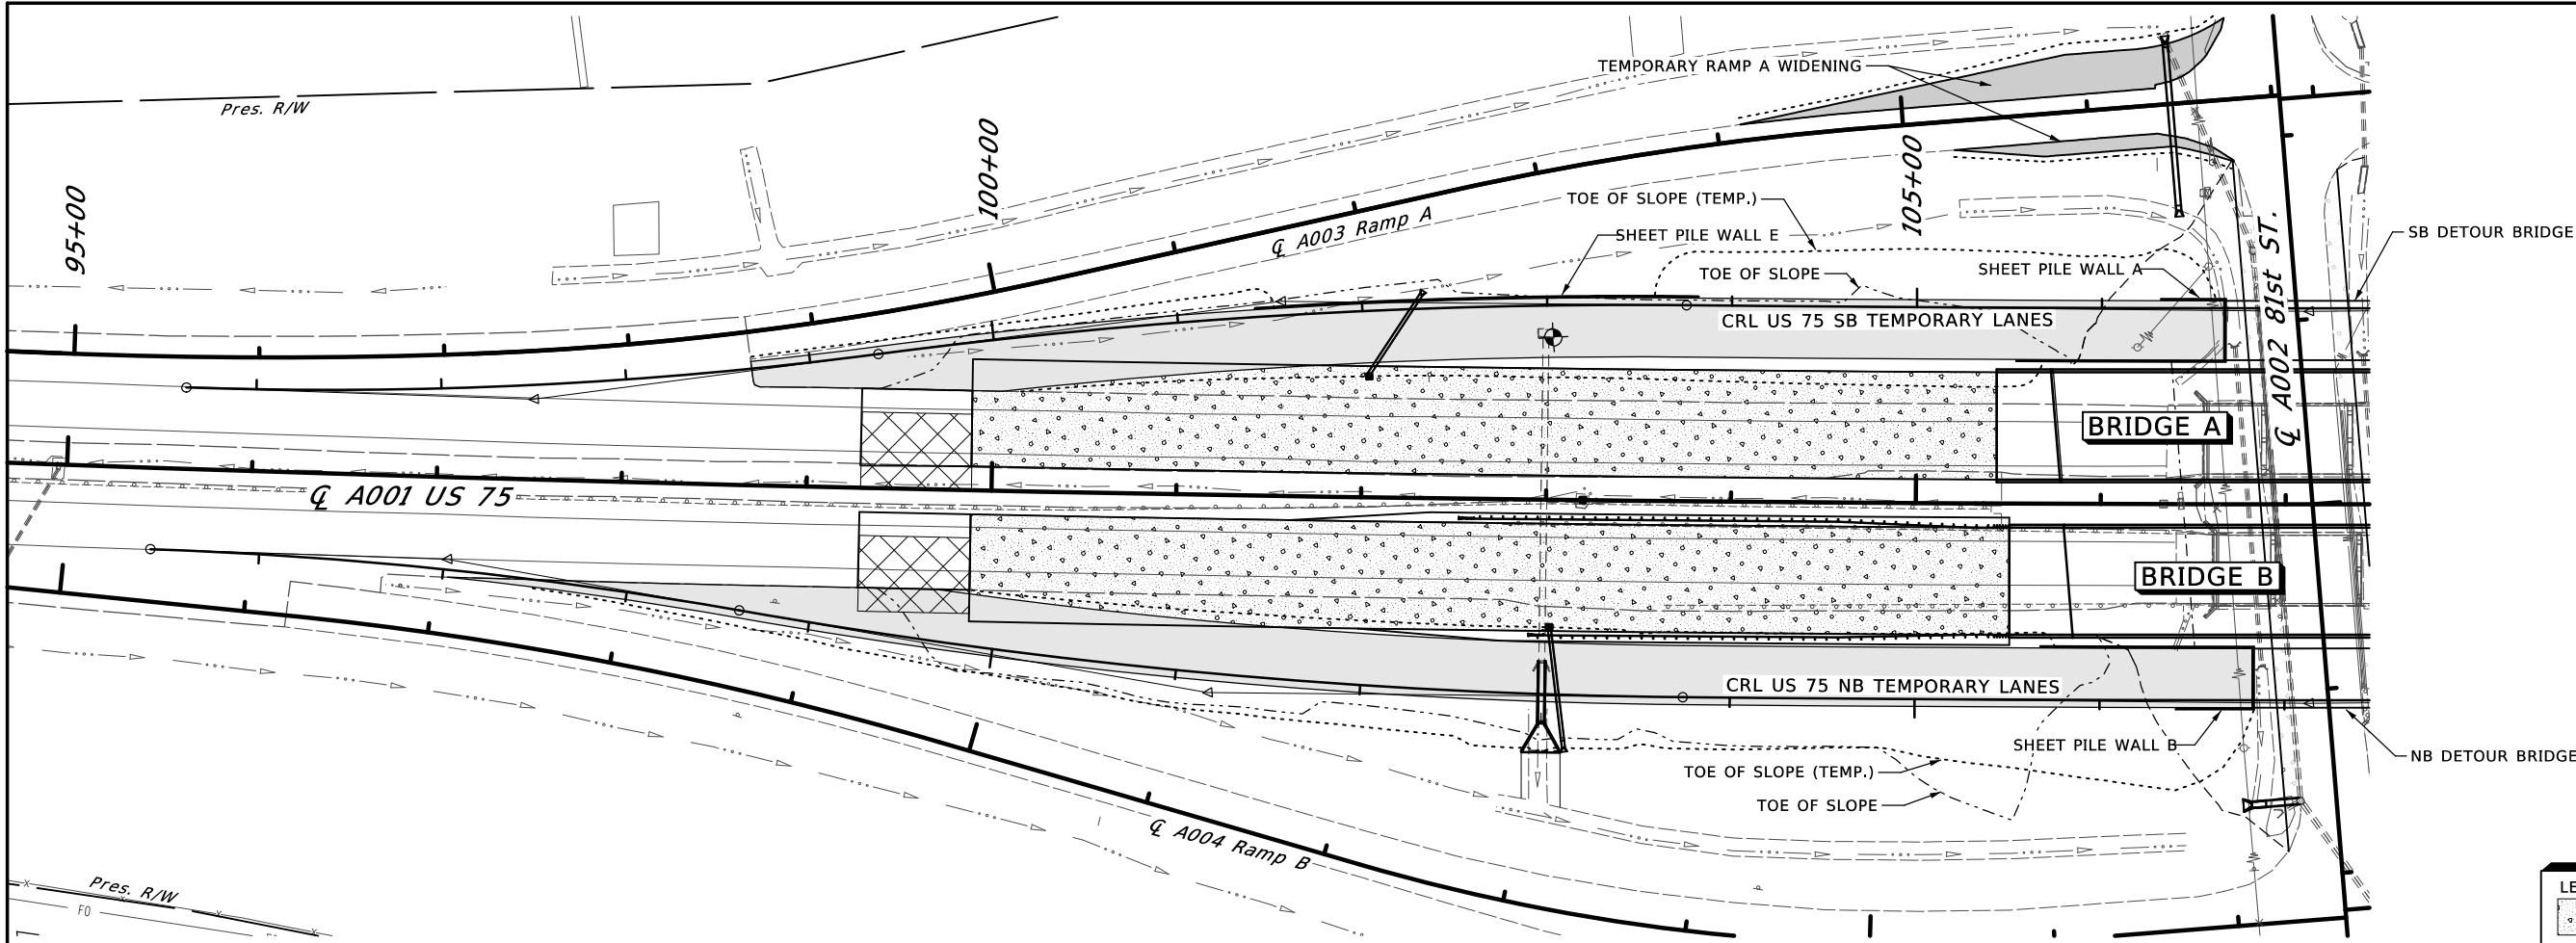 TEMPORARY RAMP A WIDENING
Pres. R/W
95+00
100+00
105+00
TOE OF SLOPE (TEMP.)
℄ A003 Ramp A
SHEET PILE WALL E
TOE OF SLOPE
SHEET PILE WALL A
℄ A002 81st ST.
SB DETOUR BRIDGE
CRL US 75 SB TEMPORARY LANES
BRIDGE A
℄ A001 US 75
BRIDGE B
CRL US 75 NB TEMPORARY LANES
SHEET PILE WALL B
NB DETOUR BRIDGE
TOE OF SLOPE (TEMP.)
TOE OF SLOPE
℄ A004 Ramp B
Pres. R/W
FO